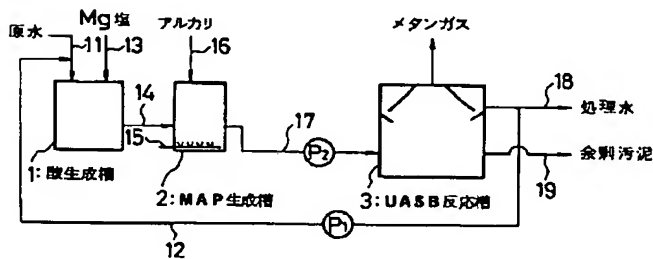 原水
Mg塩
アルカリ
メタンガス
11
13
16
14
15
17
18
処理水
P2
余剰汚泥
19
1:酸生成槽
2:MAP生成槽
3:UASB反応槽
P1
12